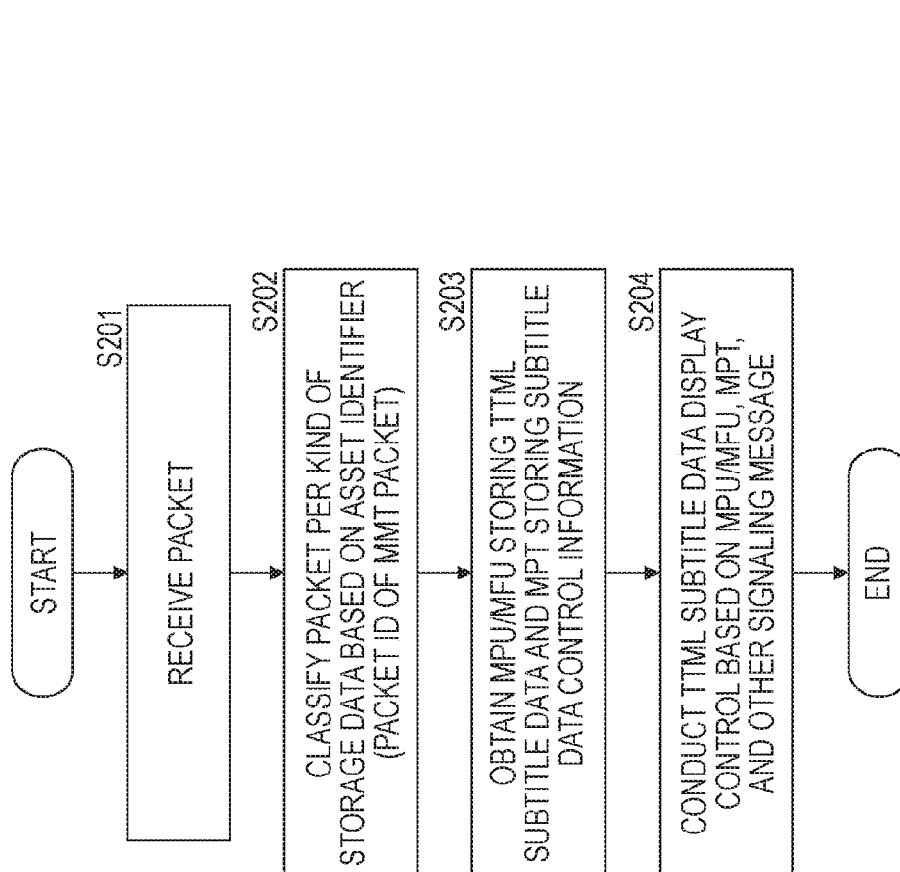 START
S201
RECEIVE PACKET
S202
CLASSIFY PACKET PER KIND OF
STORAGE DATA BASED ON ASSET IDENTIFIER
(PACKET ID OF MMT PACKET)
S203
OBTAIN MPU/MFU STORING TTML
SUBTITLE DATA AND MPT STORING SUBTITLE
DATA CONTROL INFORMATION
S204
CONDUCT TTML SUBTITLE DATA DISPLAY
CONTROL BASED ON MPU/MFU, MPT,
AND OTHER SIGNALING MESSAGE
END